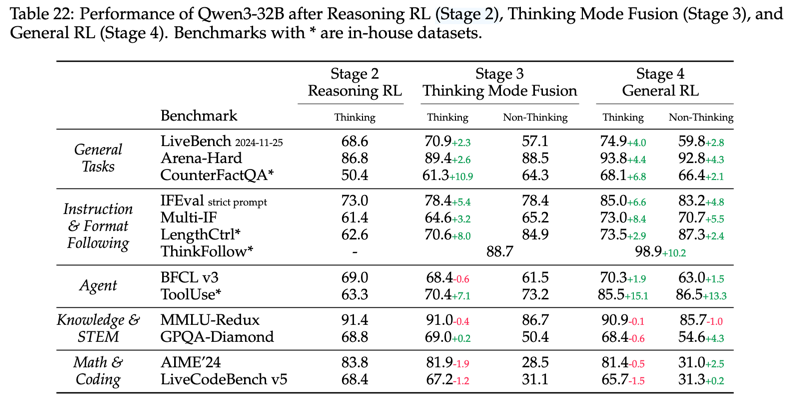 Table 22: Performance of Qwen3-32B after Reasoning RL (Stage 2), Thinking Mode Fusion (Stage 3), and
General RL (Stage 4). Benchmarks with * are in-house datasets.
Stage 2 Stage 3 Stage 4
Reasoning RL Thinking Mode Fusion General RL
Benchmark Thinking Thinking Non-Thinking Thinking Non-Thinking
General Tasks
LiveBench 2024-11-25 68.6 70.9+2.3 57.1 74.9+4.0 59.8+2.8
Arena-Hard 86.8 89.4+2.6 88.5 93.8+4.4 92.8+4.3
CounterFactQA* 50.4 61.3+10.9 64.3 68.1+6.8 66.4+2.1
Instruction & Format Following
IFEval strict prompt 73.0 78.4+5.4 78.4 85.0+6.6 83.2+4.8
Multi-IF 61.4 64.6+3.2 65.2 73.0+8.4 70.7+5.5
LengthCtrl* 62.6 70.6+8.0 84.9 73.5+2.9 87.3+2.4
ThinkFollow* - 88.7 98.9+10.2
Agent
BFCL v3 69.0 68.4-0.6 61.5 70.3+1.9 63.0+1.5
ToolUse* 63.3 70.4+7.1 73.2 85.5+15.1 86.5+13.3
Knowledge & STEM
MMLU-Redux 91.4 91.0-0.4 86.7 90.9-0.1 85.7-1.0
GPQA-Diamond 68.8 69.0+0.2 50.4 68.4-0.6 54.6+4.3
Math & Coding
AIME'24 83.8 81.9-1.9 28.5 81.4-0.5 31.0+2.5
LiveCodeBench v5 68.4 67.2-1.2 31.1 65.7-1.5 31.3+0.2